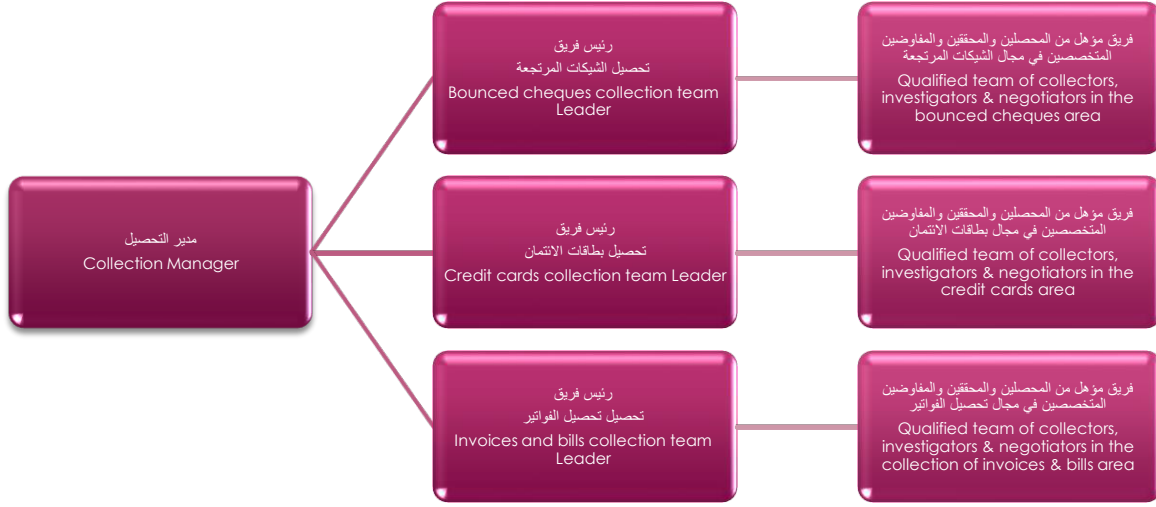 مدير التحصيل
Collection Manager
رئيس فريق
تحصيل الشيكات المرتجعة
Bounced cheques collection team
Leader
فريق مؤهل من المحصلين والمحققين والمفاوضين
المتخصصين في مجال الشيكات المرتجعة
Qualified team of collectors,
investigators & negotiators in the
bounced cheques area
رئيس فريق
تحصيل بطاقات الائتمان
Credit cards collection team Leader
فريق مؤهل من المحصلين والمحققين والمفاوضين
المتخصصين في مجال بطاقات الائتمان
Qualified team of collectors,
investigators & negotiators in the
credit cards area
رئيس فريق
تحصيل تحصيل الفواتير
Invoices and bills collection team
Leader
فريق مؤهل من المحصلين والمحققين والمفاوضين
المتخصصين في مجال تحصيل الفواتير
Qualified team of collectors,
investigators & negotiators in the
collection of invoices & bills area